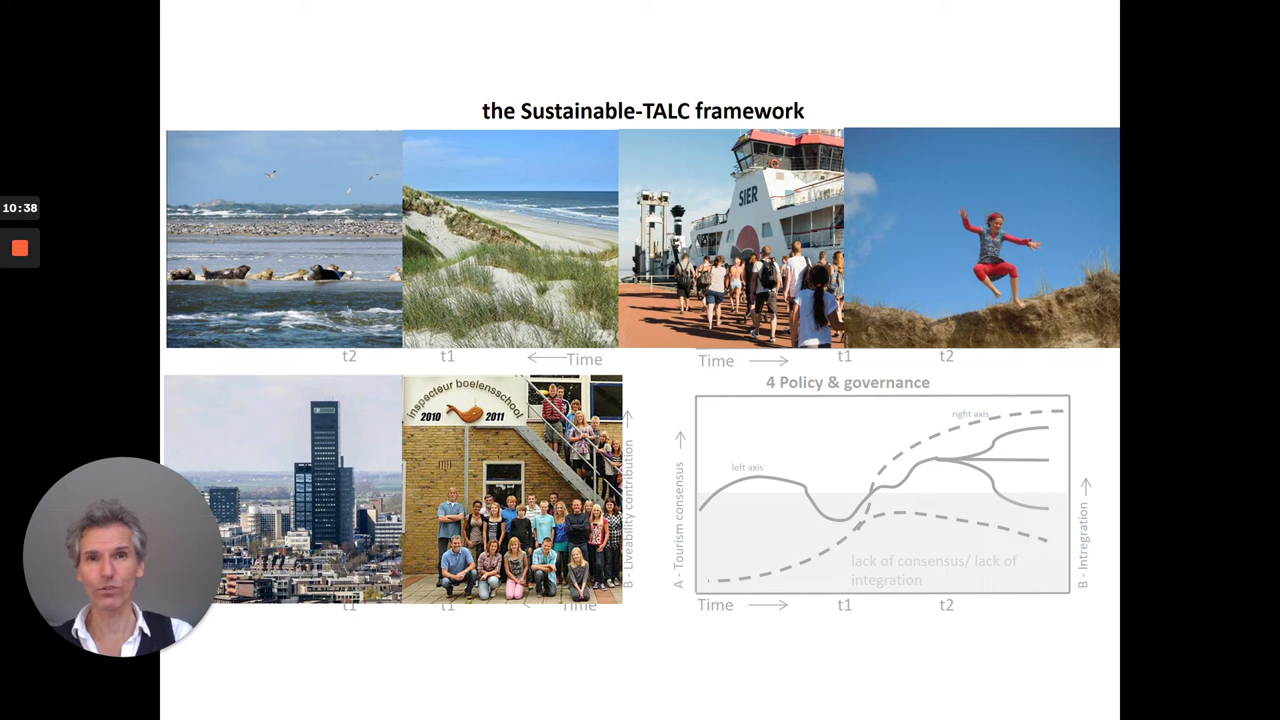 the Sustainable-TALC framework
10:38
SIER
t2
t1
Time
Time
t1
t2
inspecteur boelensschool
2010
2011
4 Policy & governance
right axis
left axis
B - Liveability contribution
A - Tourism consensus
B - Intregration
lack of consensus/ lack of
integration
t1
t1
Time
Time
t1
t2